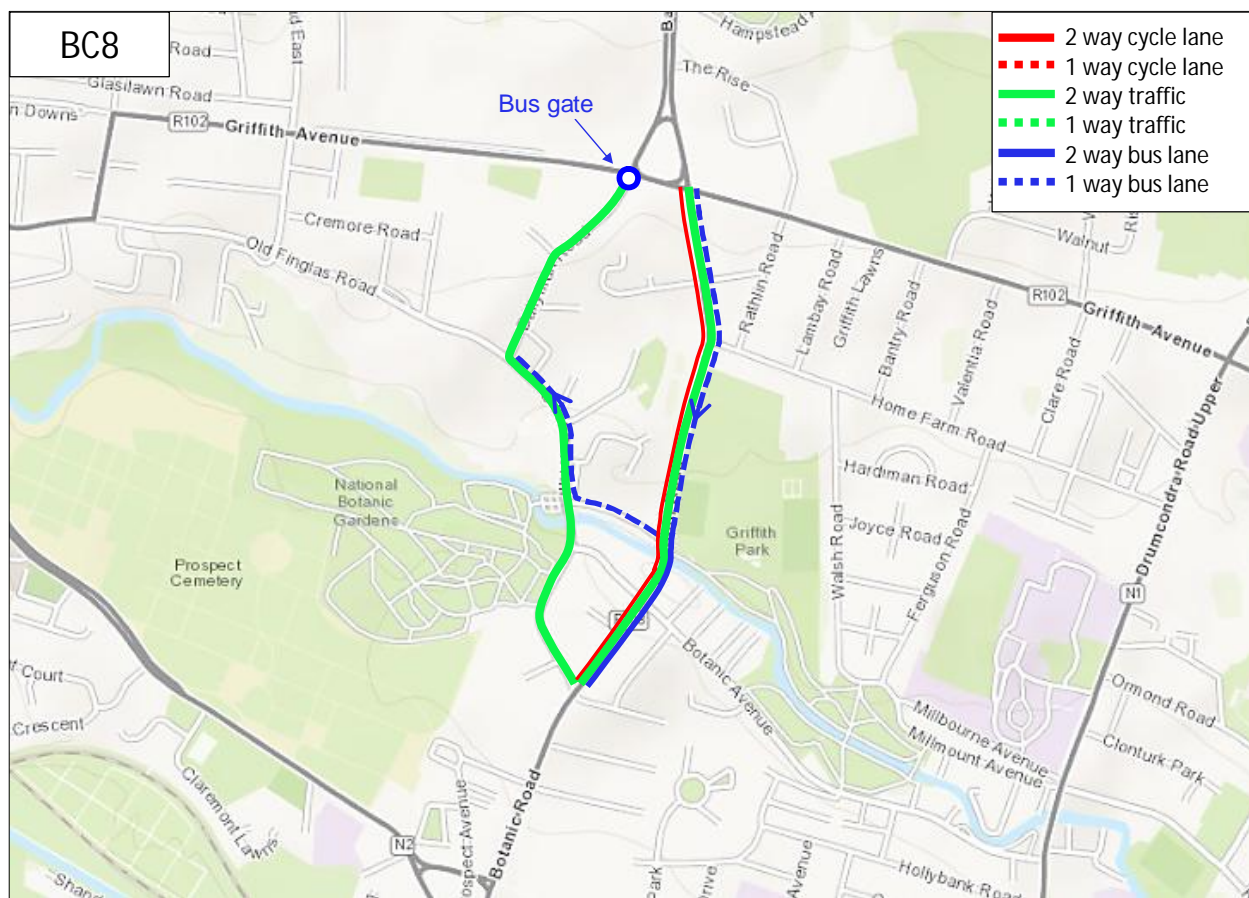 BC8
2 way cycle lane
1 way cycle lane
2 way traffic
1 way traffic
2 way bus lane
1 way bus lane
Bus gate
Hampstead
The Rise
Road
East
Glasilawn Road
n Downs
R102
Griffith Avenue
Cremore Road
Old Finglas Road
Rathlin Road
Lambay Road
Griffith Lawns
Bantry Road
Valentia Road
Clare Road
Walnut
R102
Griffith Avenue
Home Farm Road
Drumcondra Road Upper
Hardiman Road
Joyce Road
Walsh Road
Ferguson Road
National
Botanic
Gardens
Griffith
Park
Prospect
Cemetery
N1
Botanic Avenue
Court
Crescent
Millbourne Avenue
Millmount Avenue
Ormond Road
Clonturk Park
Claremont Lawns
N2
rospect Avenue
Botanic Road
Park
Drive
Avenue
Hollybank Road
Shand